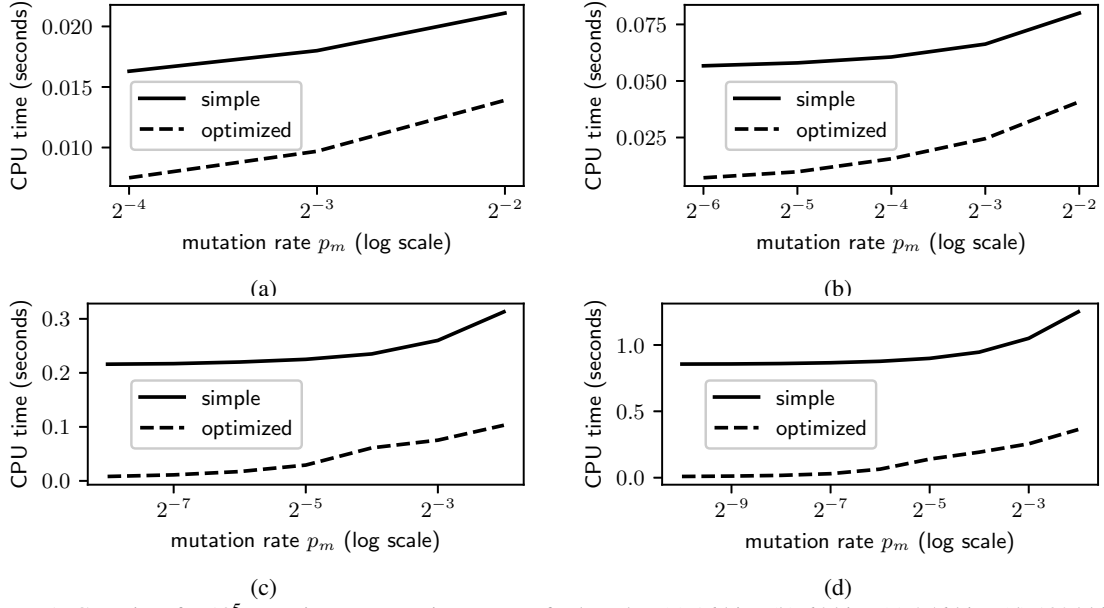 0.020
0.015
0.010
CPU time (seconds)
simple
optimized
2⁻⁴ 2⁻³ 2⁻²
mutation rate pₘ (log scale)
(a)
0.075
0.050
0.025
CPU time (seconds)
simple
optimized
2⁻⁶ 2⁻⁵ 2⁻⁴ 2⁻³ 2⁻²
mutation rate pₘ (log scale)
(b)
0.3
0.2
0.1
0.0
CPU time (seconds)
simple
optimized
2⁻⁷ 2⁻⁵ 2⁻³
mutation rate pₘ (log scale)
(c)
1.0
0.5
0.0
CPU time (seconds)
simple
optimized
2⁻⁹ 2⁻⁷ 2⁻⁵ 2⁻³
mutation rate pₘ (log scale)
(d)